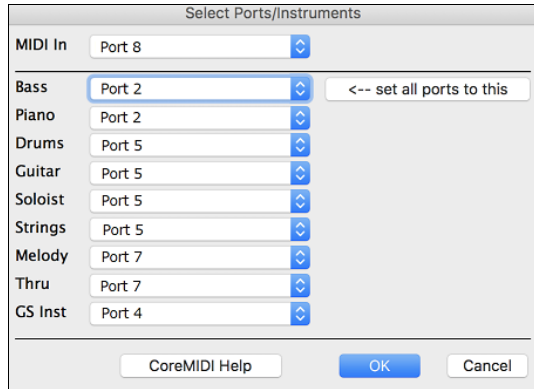 Select Ports/Instruments
MIDI In Port 8
Bass Port 2 <-- set all ports to this
Piano Port 2
Drums Port 5
Guitar Port 5
Soloist Port 5
Strings Port 5
Melody Port 7
Thru Port 7
GS Inst Port 4
CoreMIDI Help OK Cancel